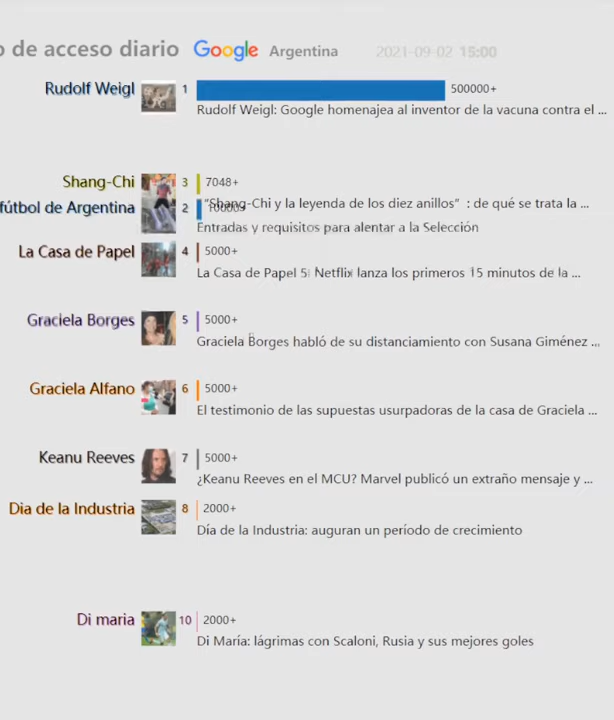 o de acceso diario Google Argentina 2021-09-02 15:00
Rudolf Weigl 1 500000+
Rudolf Weigl: Google homenajea al inventor de la vacuna contra el ...
Shang-Chi 3 7048+
"Shang-Chi y la leyenda de los diez anillos" : de qué se trata la ...
fútbol de Argentina 2 10000+
Entradas y requisitos para alentar a la Selección
La Casa de Papel 4 5000+
La Casa de Papel 5: Netflix lanza los primeros 15 minutos de la ...
Graciela Borges 5 5000+
Graciela Borges habló de su distanciamiento con Susana Giménez ...
Graciela Alfano 6 5000+
El testimonio de las supuestas usurpadoras de la casa de Graciela ...
Keanu Reeves 7 5000+
¿Keanu Reeves en el MCU? Marvel publicó un extraño mensaje y ...
Dia de la Industria 8 2000+
Día de la Industria: auguran un período de crecimiento
Di maria 10 2000+
Di María: lágrimas con Scaloni, Rusia y sus mejores goles